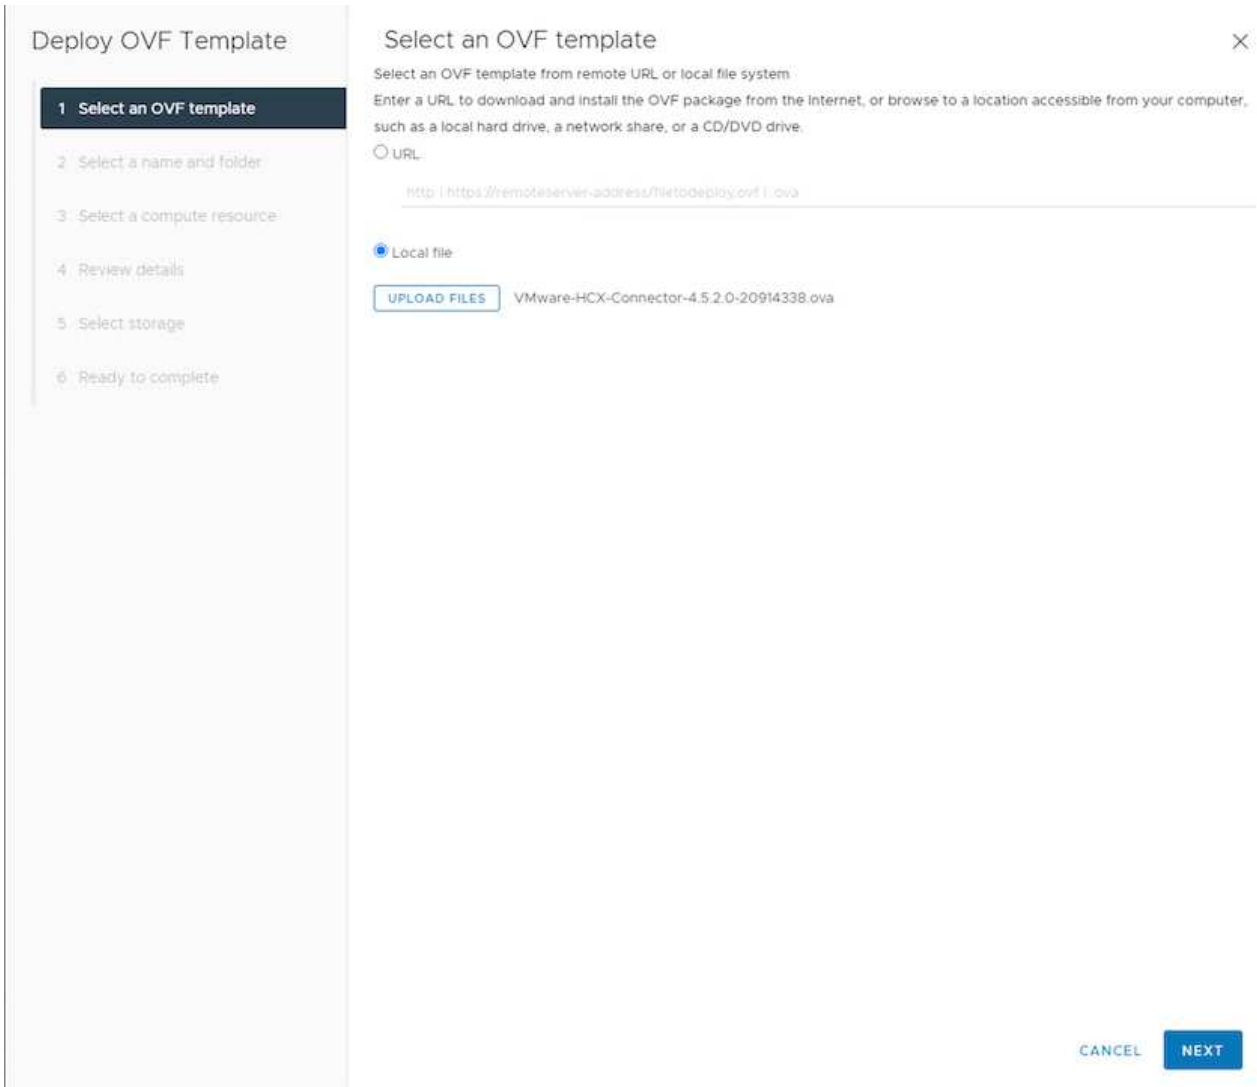 Deploy OVF Template
1 Select an OVF template
2 Select a name and folder
3 Select a compute resource
4 Review details
5 Select storage
6 Ready to complete
Select an OVF template
Select an OVF template from remote URL or local file system
Enter a URL to download and install the OVF package from the Internet, or browse to a location accessible from your computer,
such as a local hard drive, a network share, or a CD/DVD drive.
URL
http | https://remoteserver-address/filetodeploy.ovf | .ova
Local file
UPLOAD FILES VMware-HCX-Connector-4.5.2.0-20914338.ova
CANCEL NEXT